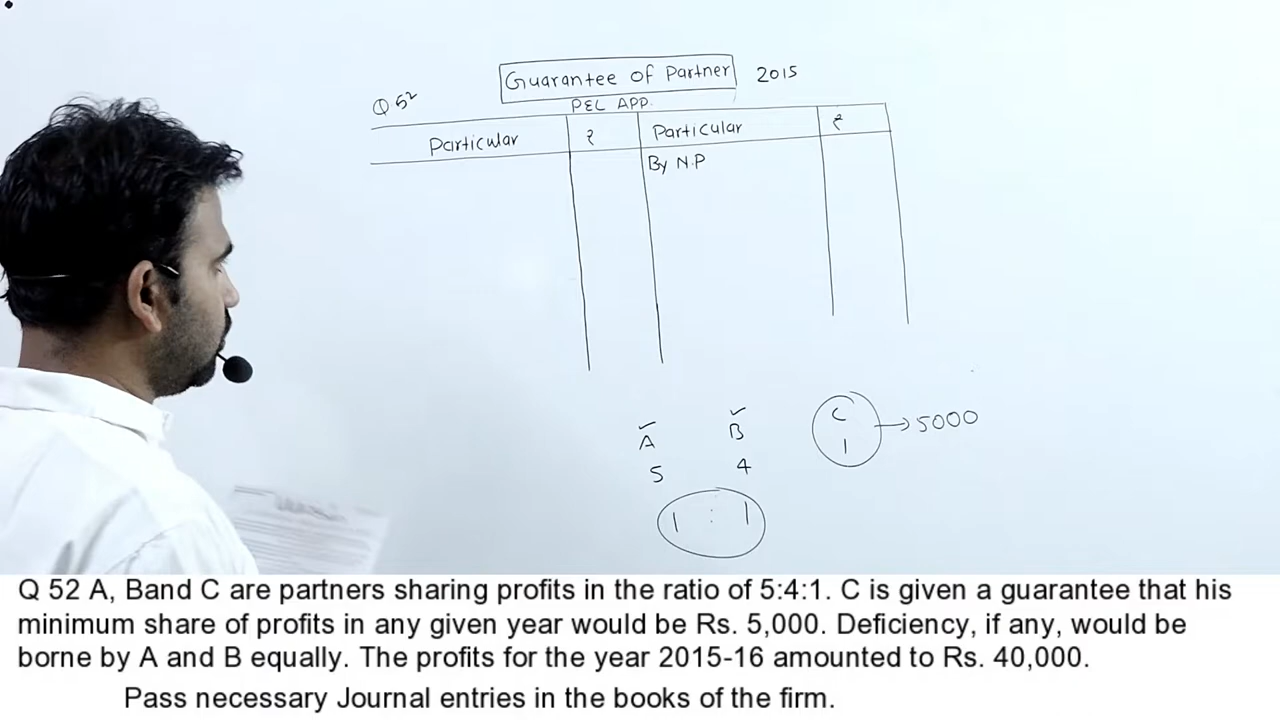 Guarantee of Partner 2015
Q 52
P&L APP.
Particular ₹ Particular ₹
By N.P
A B C → 5000
5 4 1
1 : 1
Q 52 A, Band C are partners sharing profits in the ratio of 5:4:1. C is given a guarantee that his
minimum share of profits in any given year would be Rs. 5,000. Deficiency, if any, would be
borne by A and B equally. The profits for the year 2015-16 amounted to Rs. 40,000.
Pass necessary Journal entries in the books of the firm.